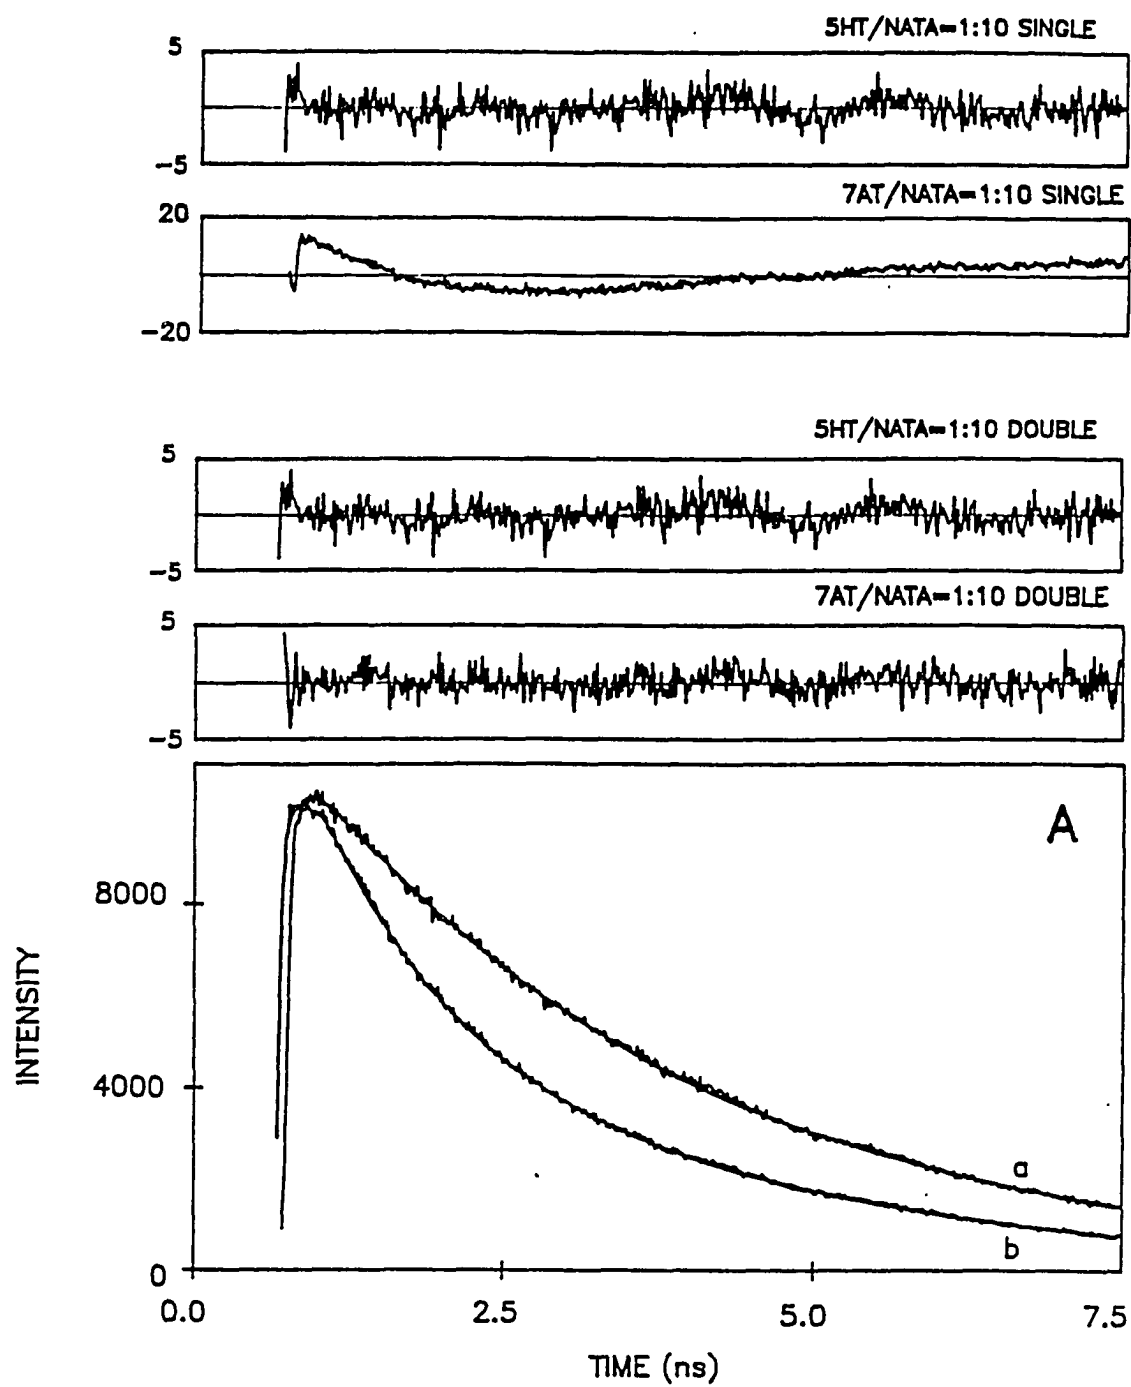 5HT/NATA=1:10 SINGLE
5
-5
7AT/NATA=1:10 SINGLE
20
-20
5HT/NATA=1:10 DOUBLE
5
-5
7AT/NATA=1:10 DOUBLE
5
-5
A
8000
INTENSITY
4000
a
b
0
0.0 2.5 5.0 7.5
TIME (ns)